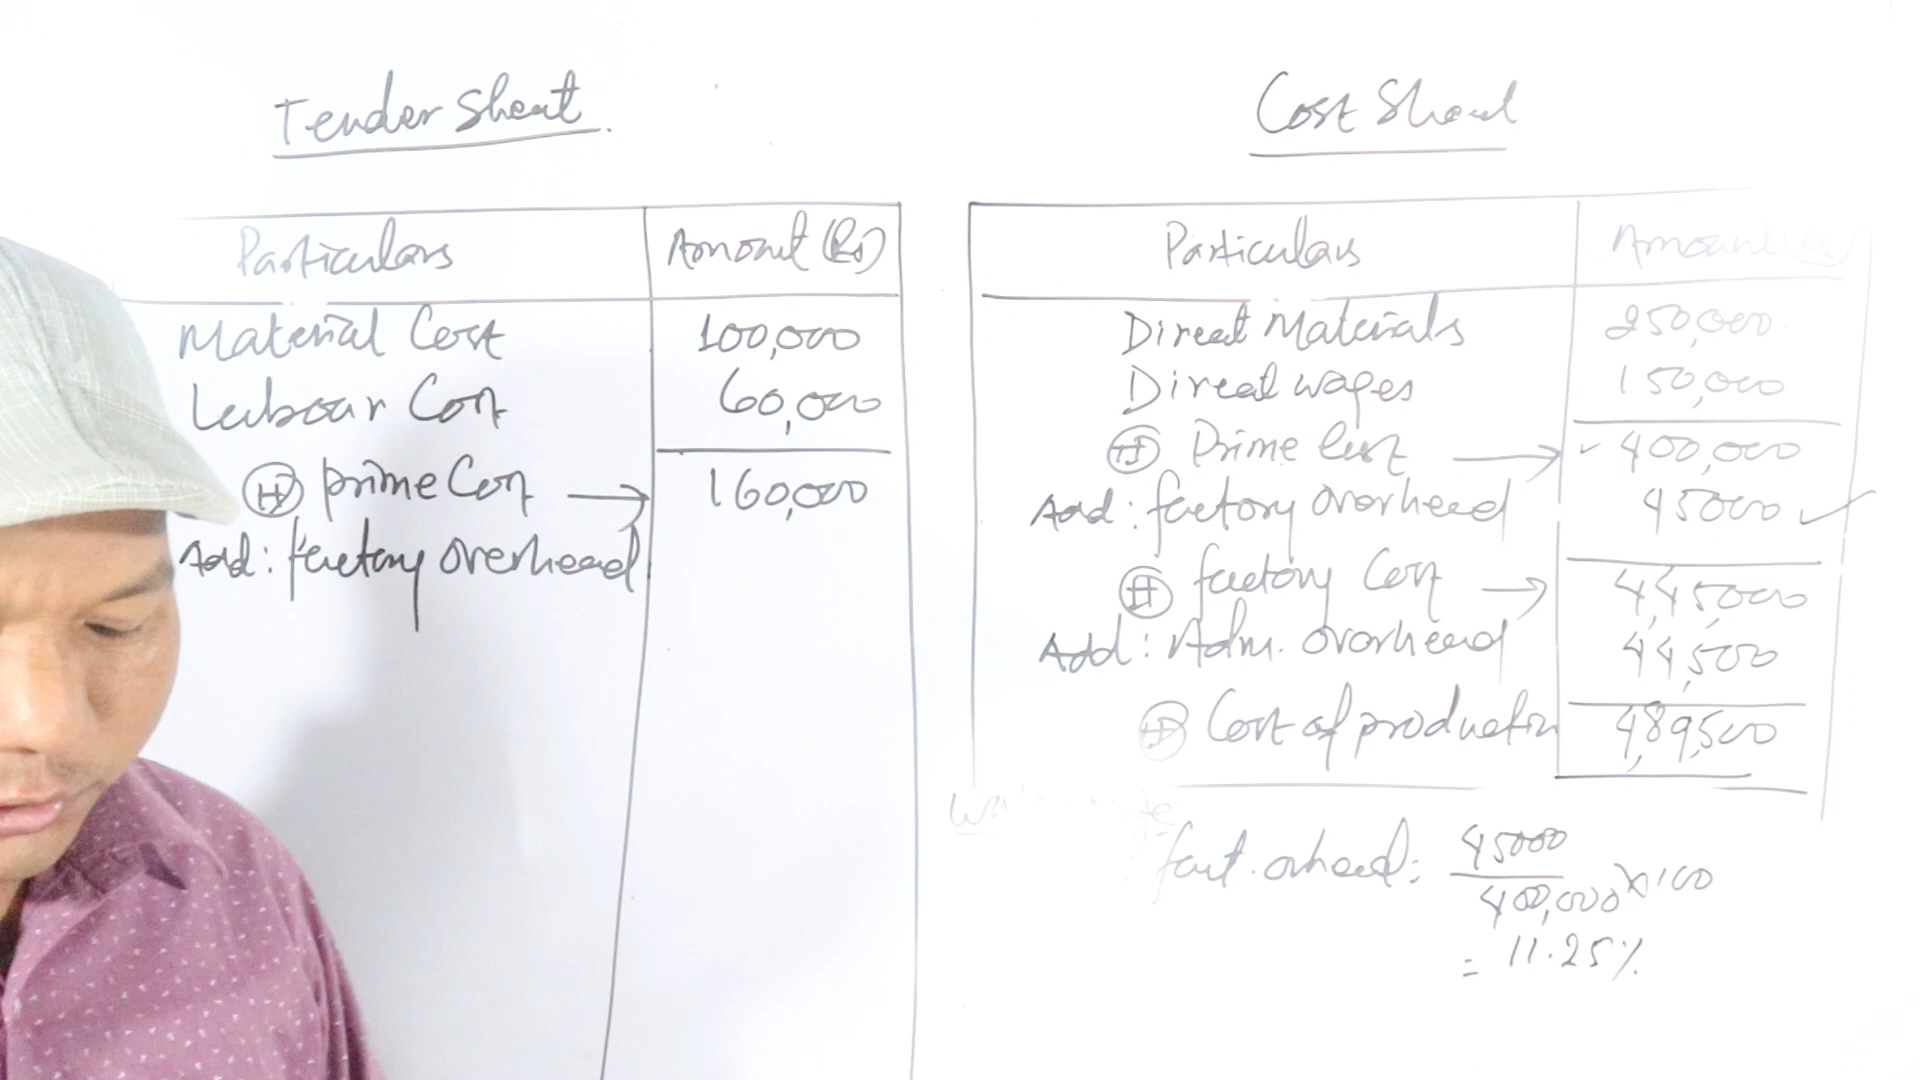 Tender Sheet
Particulars Amount (Rs)
Material Cost 100,000
Labour Cost 60,000
⊕ prime Cost → 160,000
Add: factory overhead
Cost Sheet
Particulars Amount
Direct Materials 250,000
Direct wages 150,000
⊕ Prime Cost → 400,000
Add: factory overhead 45000 ✓
⊕ factory Cost → 445,000
Add: Adm. overhead 44,500
⊕ Cost of production 489,500
fact. ohead: 45000
400,000 × 100
= 11.25%